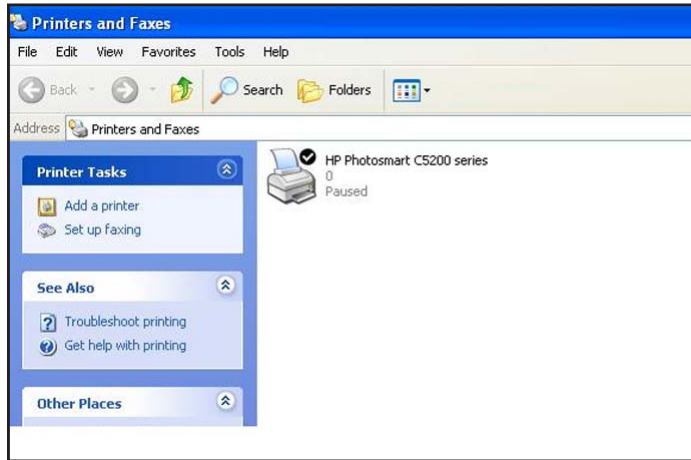 Printers and Faxes
File Edit View Favorites Tools Help
Back Search Folders
Address Printers and Faxes
Printer Tasks
Add a printer
Set up faxing
See Also
Troubleshoot printing
Get help with printing
Other Places
HP Photosmart C5200 series
0
Paused